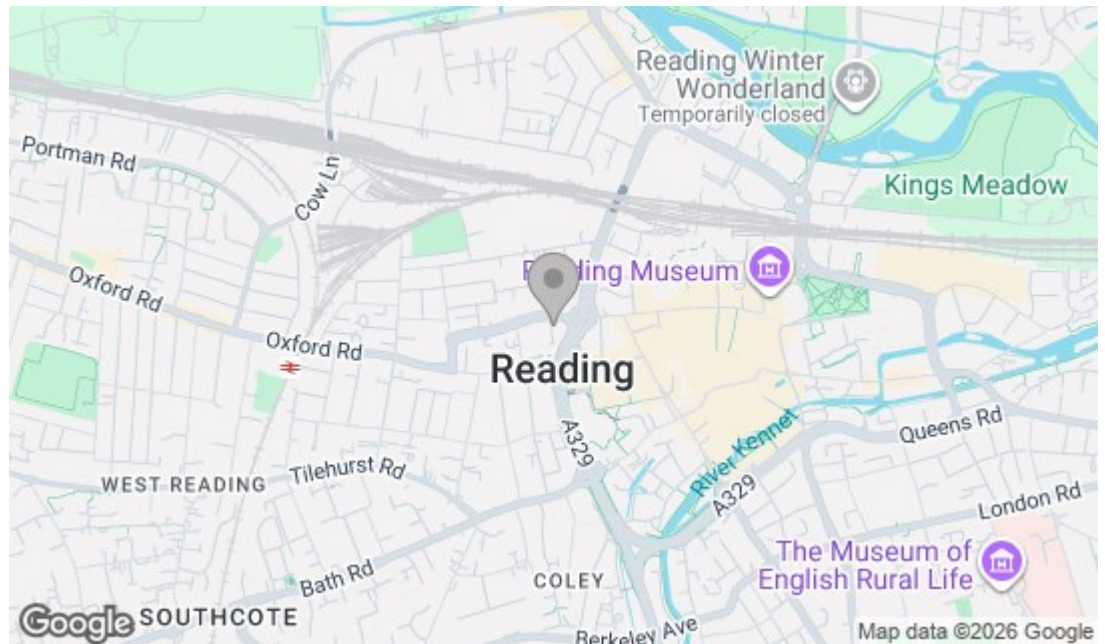 Reading Winter
Wonderland
Temporarily closed
Portman Rd
Cow Ln
Kings Meadow
Reading Museum
Oxford Rd
Oxford Rd
Reading
A329
River Kennet
Queens Rd
Tilehurst Rd
WEST READING
A329
London Rd
The Museum of
English Rural Life
Bath Rd
COLEY
Google
SOUTHCOTE
Berkeley Ave
Map data ©2026 Google